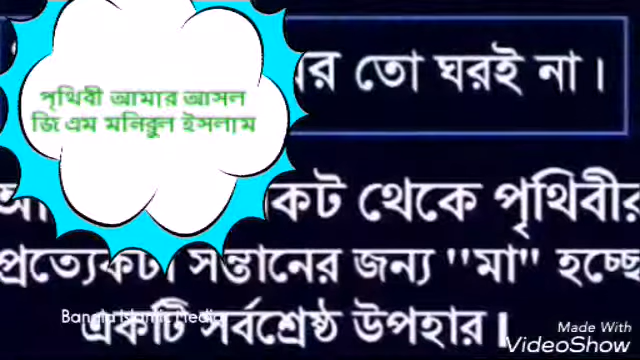 ঘর তো ঘরই না।
পৃথিবী আমার আসল
জি এম মনিরুল ইসলাম
থেকে পৃথিবীর
প্রত্যেকটা সন্তানের জন্য "মা" হচ্ছে
Bangla Islamic Media
একটি সর্বশ্রেষ্ঠ উপহার।
Made With
VideoShow